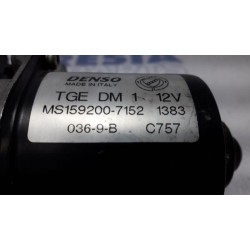 DENSO
MADE IN ITALY
TGE DM 1 12V
MS159200-7152 1383
036-9-B C757